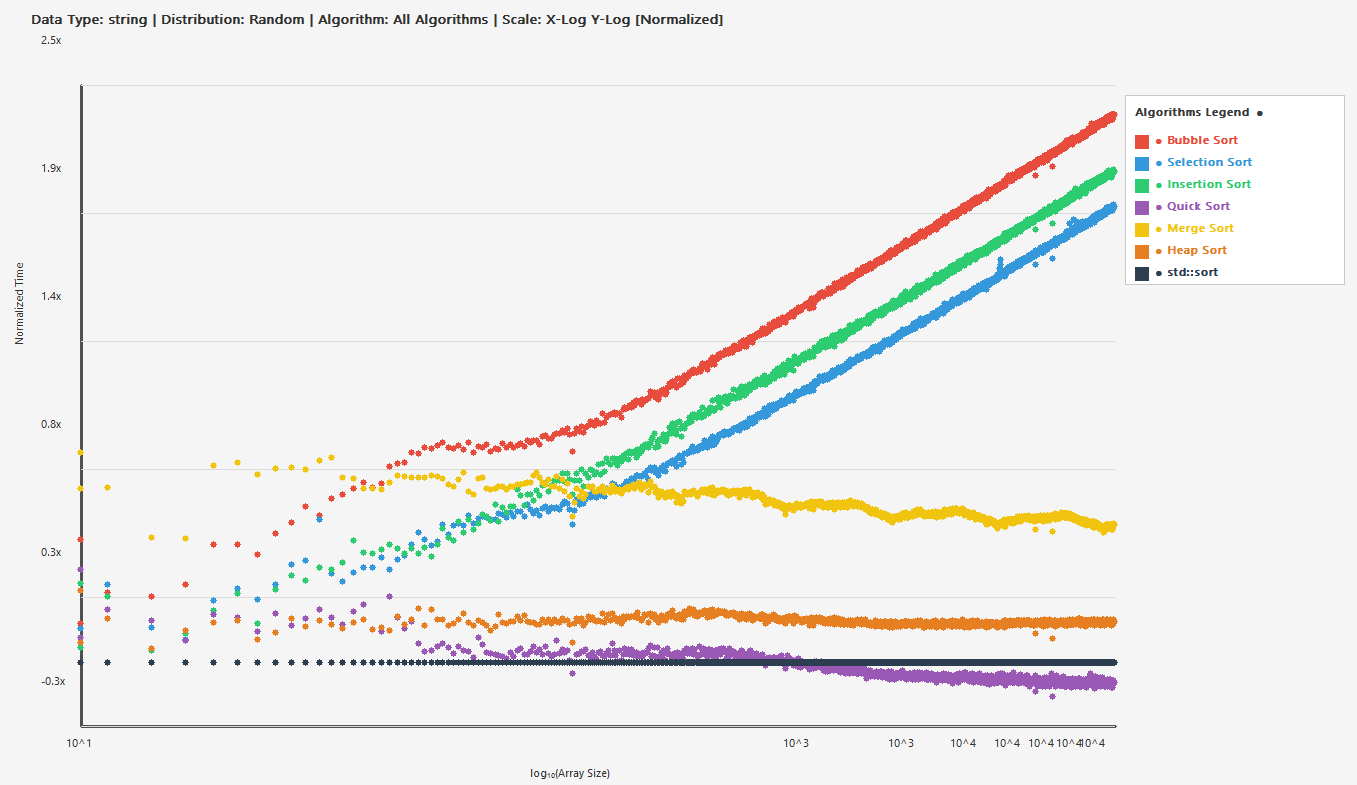 Data Type: string | Distribution: Random | Algorithm: All Algorithms | Scale: X-Log Y-Log [Normalized]
2.5x
1.9x
1.4x
0.8x
0.3x
-0.3x
Normalized Time
10^1
10^3
10^3
10^4
10^4
10^4
10^4
10^4
log₁₀(Array Size)
Algorithms Legend ●
● Bubble Sort
● Selection Sort
● Insertion Sort
● Quick Sort
● Merge Sort
● Heap Sort
● std::sort